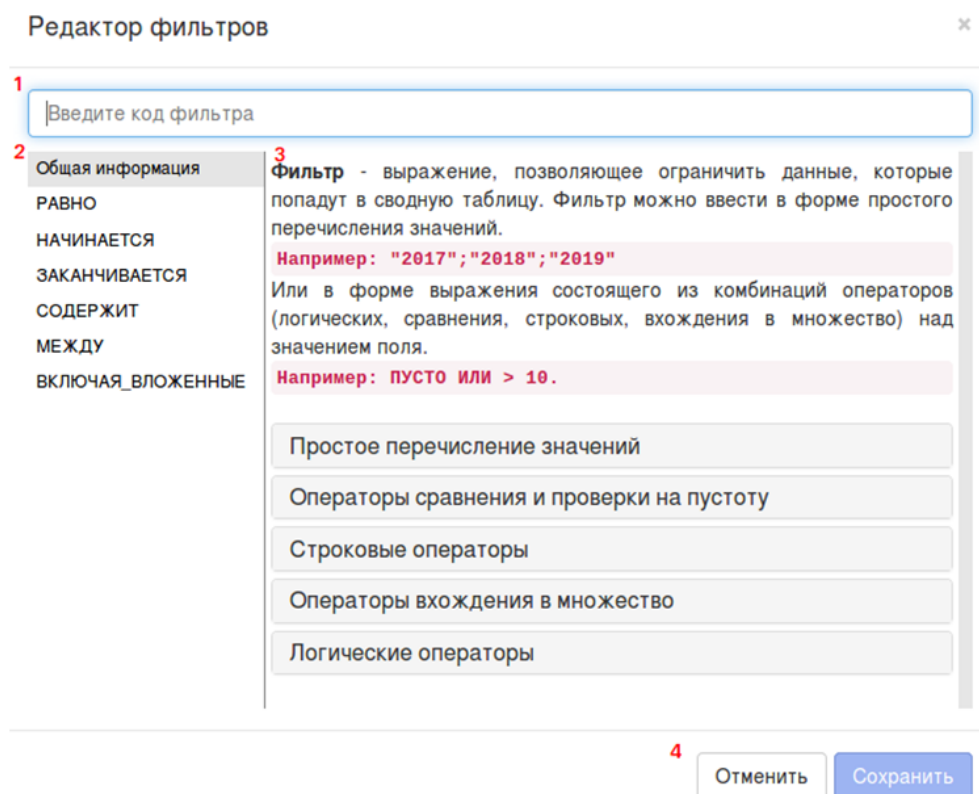 Редактор фильтров ×
1
Введите код фильтра
2
Общая информация
РАВНО
НАЧИНАЕТСЯ
ЗАКАНЧИВАЕТСЯ
СОДЕРЖИТ
МЕЖДУ
ВКЛЮЧАЯ_ВЛОЖЕННЫЕ
3
Фильтр - выражение, позволяющее ограничить данные, которые
попадут в сводную таблицу. Фильтр можно ввести в форме простого
перечисления значений.
Например: "2017";"2018";"2019"
Или в форме выражения состоящего из комбинаций операторов
(логических, сравнения, строковых, вхождения в множество) над
значением поля.
Например: ПУСТО ИЛИ > 10.
Простое перечисление значений
Операторы сравнения и проверки на пустоту
Строковые операторы
Операторы вхождения в множество
Логические операторы
4
Отменить Сохранить